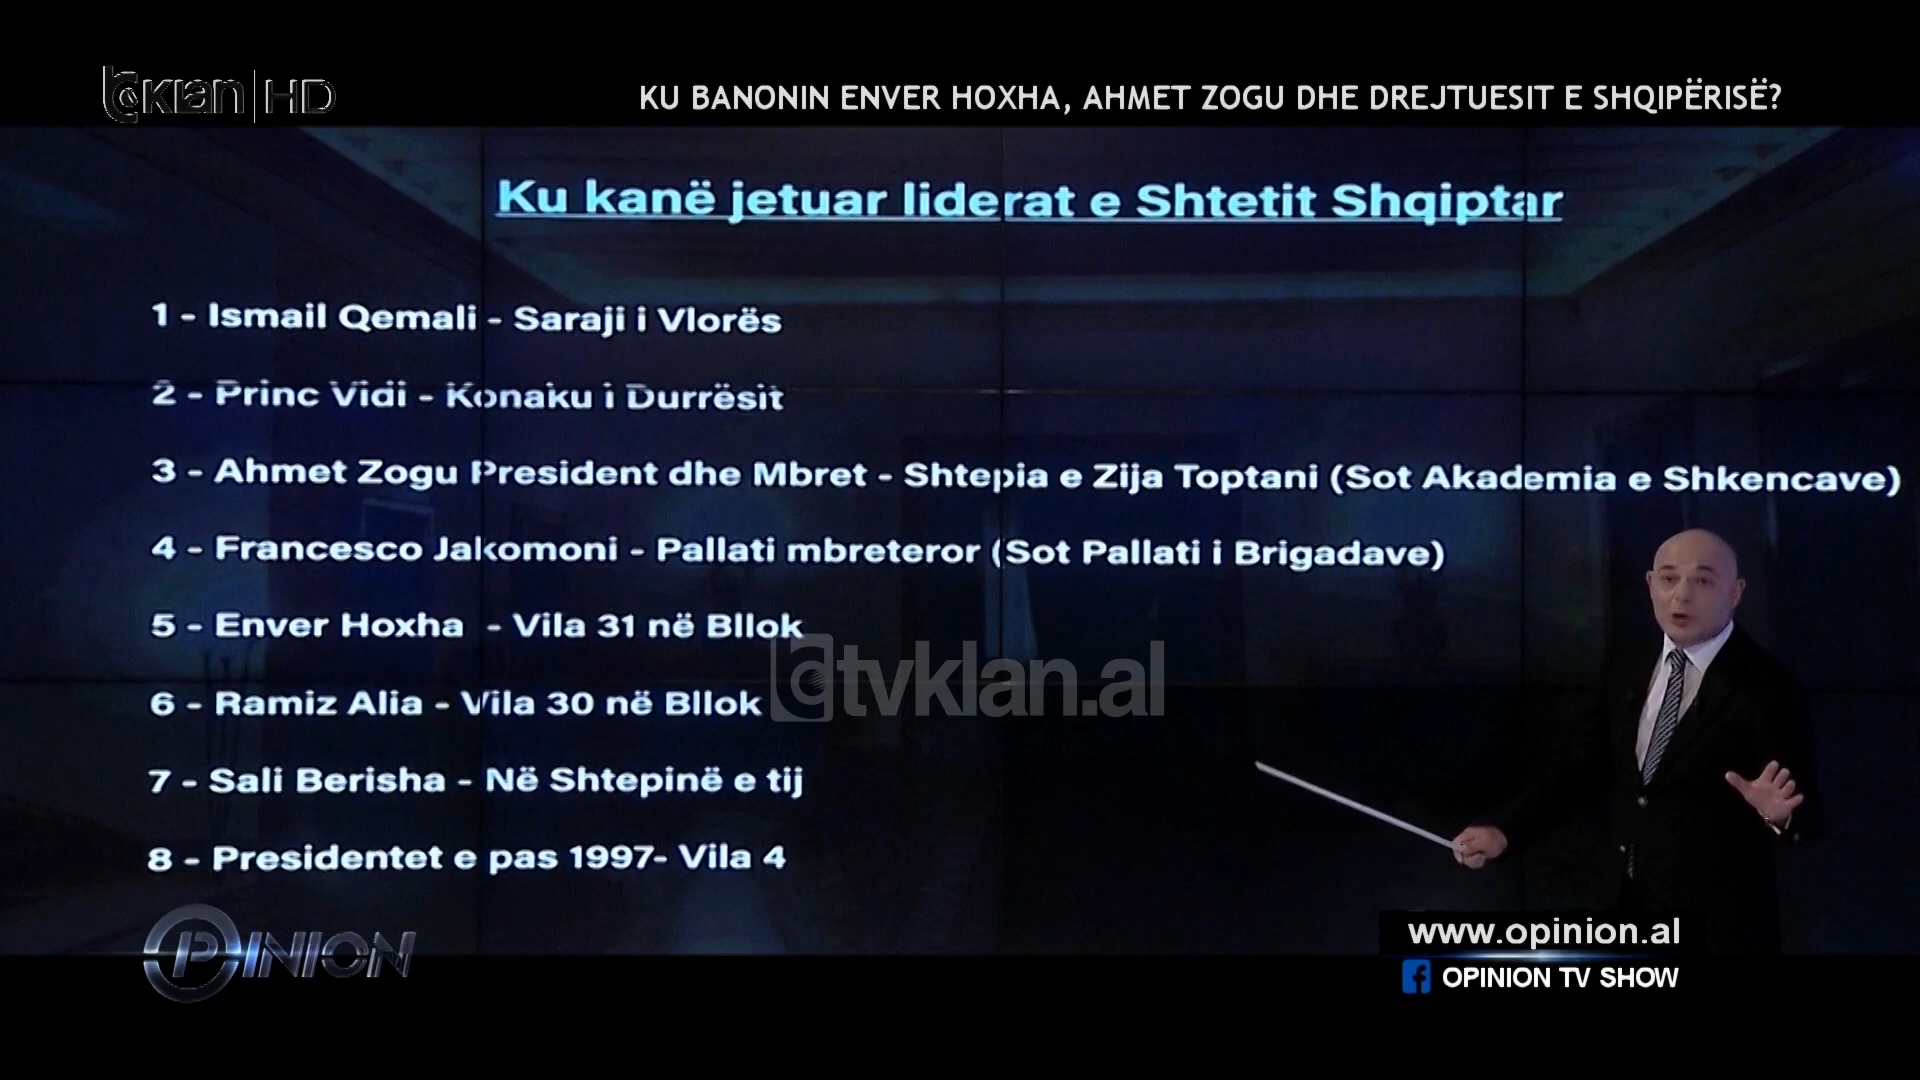 tvklan HD
KU BANONIN ENVER HOXHA, AHMET ZOGU DHE DREJTUESIT E SHQIPËRISË?
Ku kanë jetuar liderat e Shtetit Shqiptar
1 - Ismail Qemali - Saraji i Vlorës
2 - Princ Vidi - Konaku i Durrësit
3 - Ahmet Zogu President dhe Mbret - Shtepia e Zija Toptani (Sot Akademia e Shkencave)
4 - Francesco Jakomoni - Pallati mbreteror (Sot Pallati i Brigadave)
5 - Enver Hoxha - Vila 31 në Bllok
6 - Ramiz Alia - Vila 30 në Bllok
tvklan.al
7 - Sali Berisha - Në Shtepinë e tij
8 - Presidentet e pas 1997- Vila 4
OPINION
www.opinion.al
OPINION TV SHOW